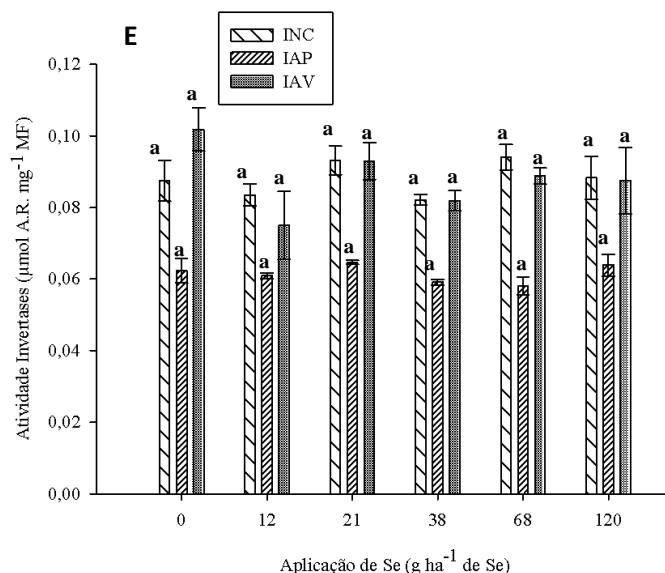 E
INC
IAP
IAV
Atividade Invertases (µmol A.R. mg⁻¹ MF)
0,12
0,10
0,08
0,06
0,04
0,02
0,00
a a a a a a a a a a a a a a a a a a
0 12 21 38 68 120
Aplicação de Se (g ha⁻¹ de Se)